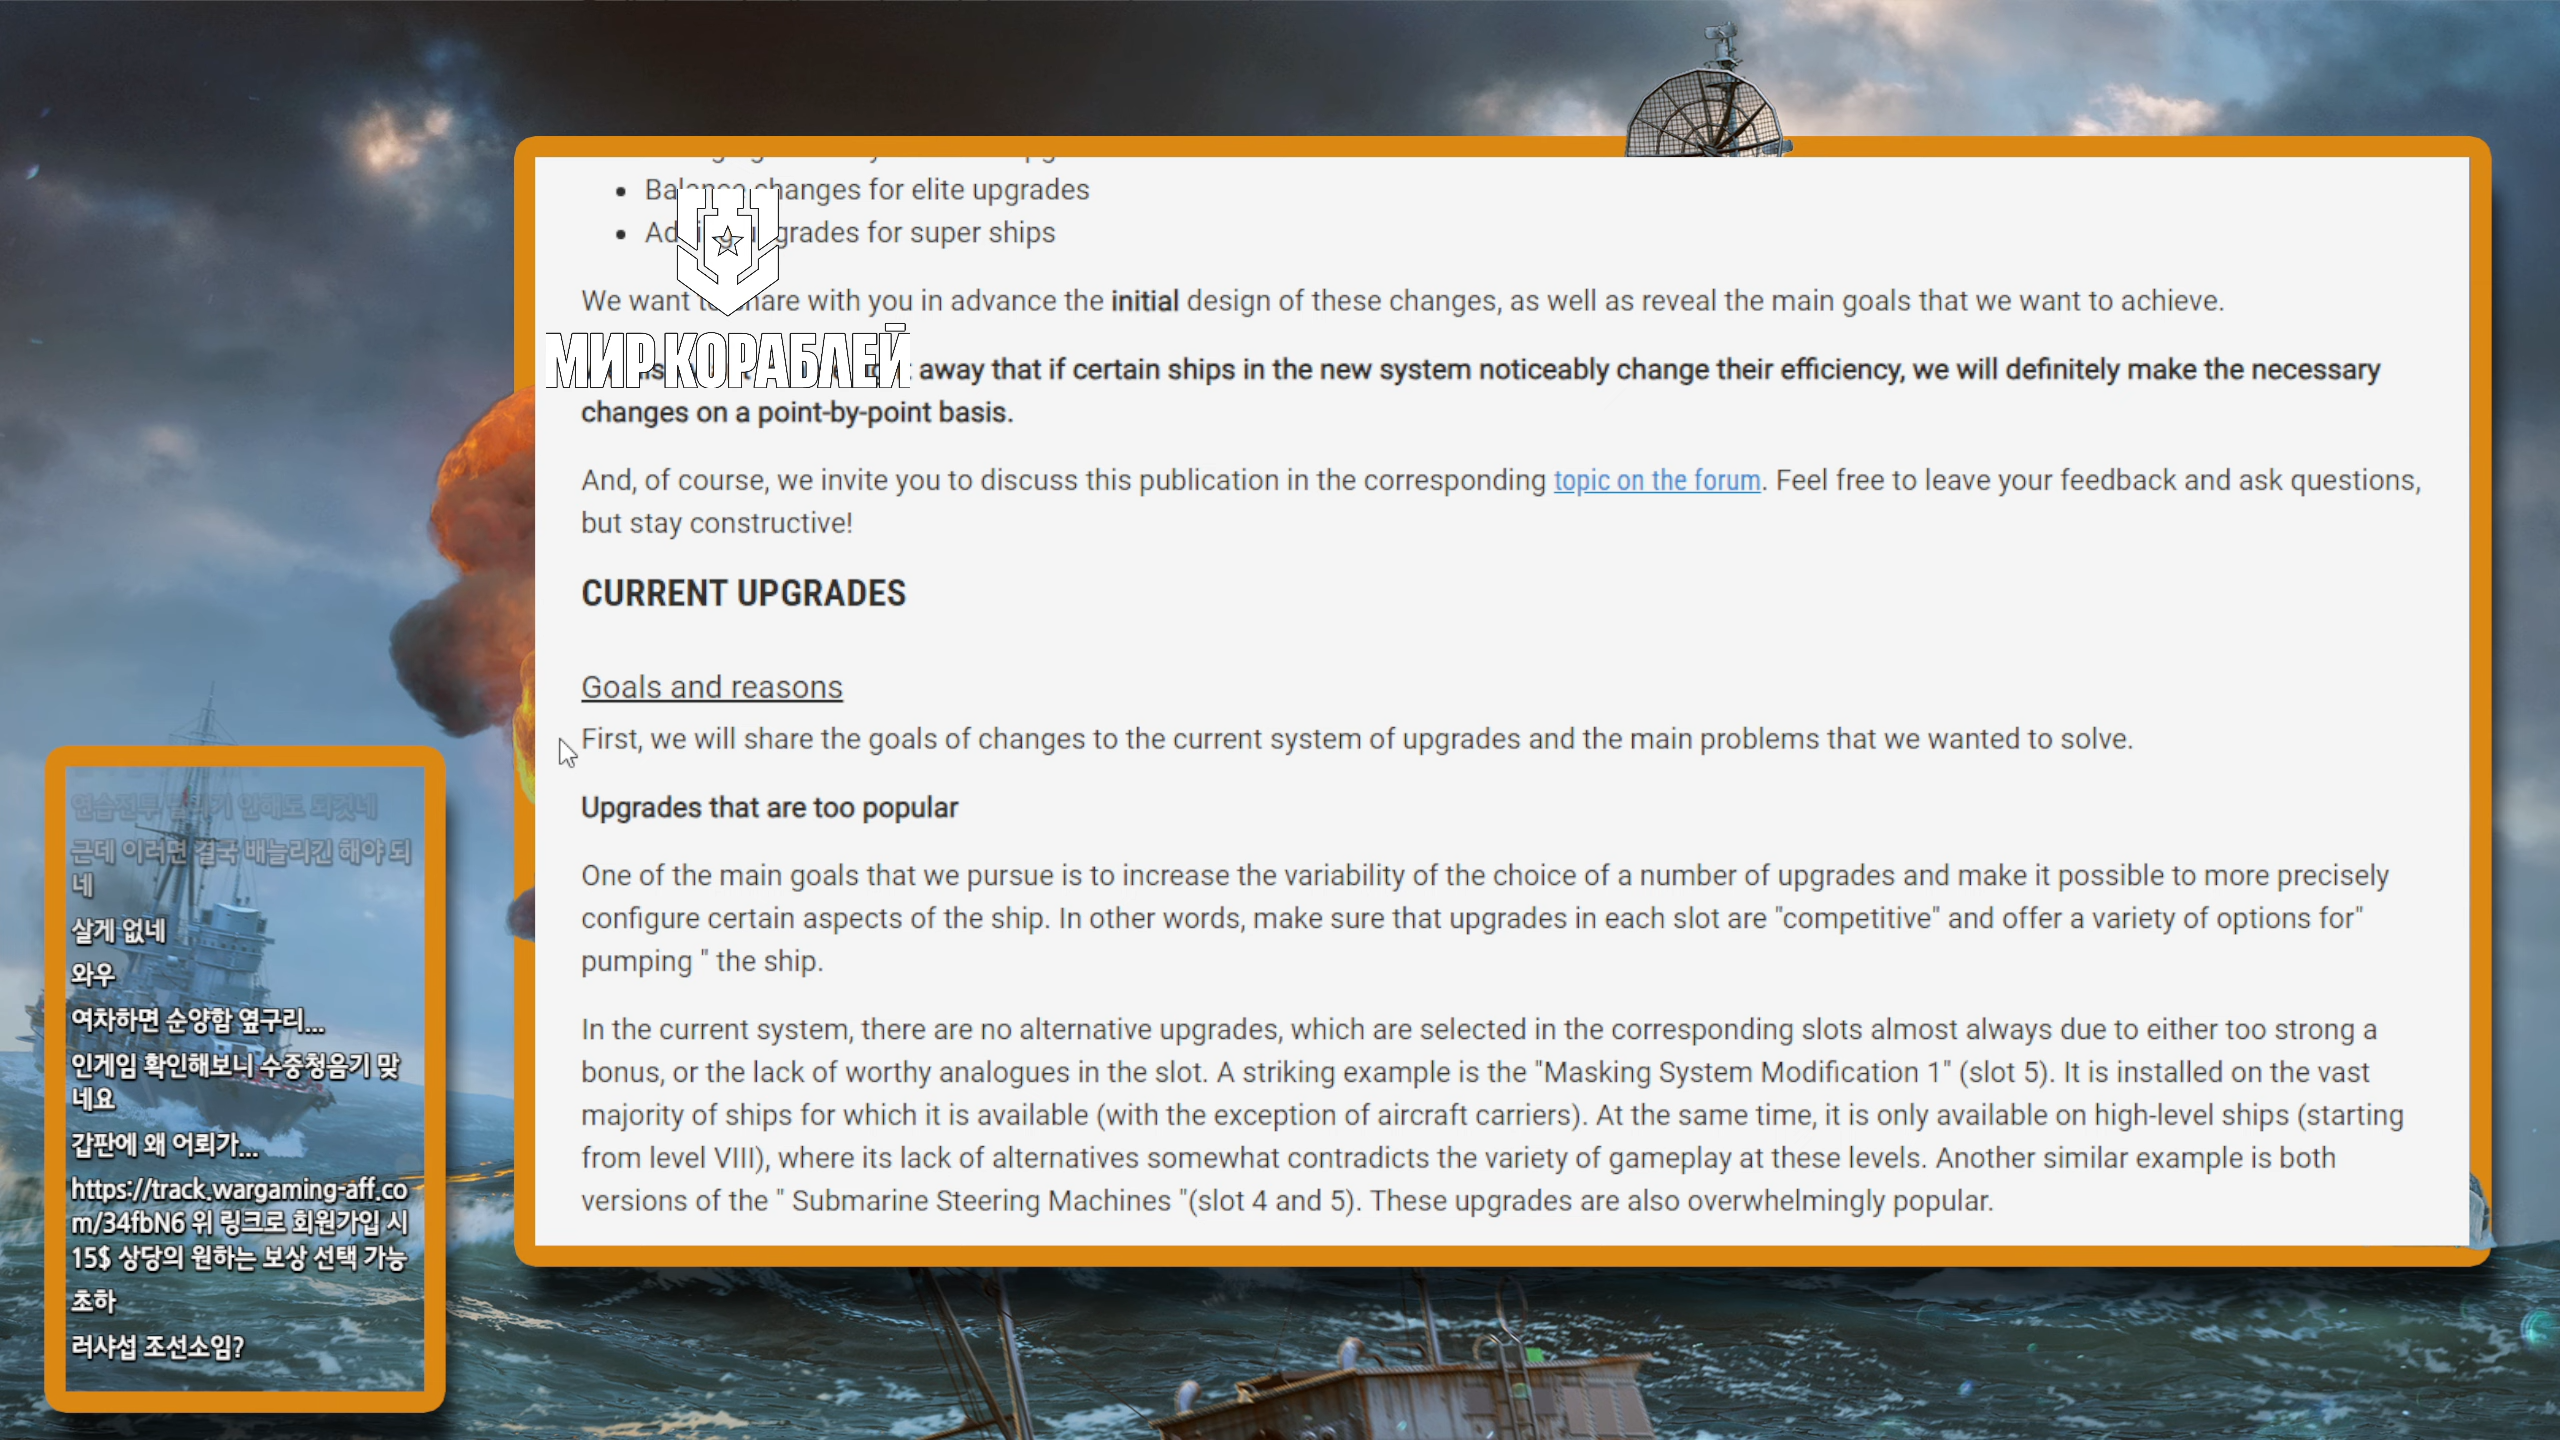 Balance changes for elite upgrades
grades for super ships
We want to share with you in advance the initial design of these changes, as well as reveal the main goals that we want to achieve.
МИР КОРАБЛЕЙ
away that if certain ships in the new system noticeably change their efficiency, we will definitely make the necessary
changes on a point-by-point basis.
And, of course, we invite you to discuss this publication in the corresponding topic on the forum. Feel free to leave your feedback and ask questions,
but stay constructive!
CURRENT UPGRADES
Goals and reasons
First, we will share the goals of changes to the current system of upgrades and the main problems that we wanted to solve.
Upgrades that are too popular
One of the main goals that we pursue is to increase the variability of the choice of a number of upgrades and make it possible to more precisely
configure certain aspects of the ship. In other words, make sure that upgrades in each slot are "competitive" and offer a variety of options for"
pumping " the ship.
In the current system, there are no alternative upgrades, which are selected in the corresponding slots almost always due to either too strong a
bonus, or the lack of worthy analogues in the slot. A striking example is the "Masking System Modification 1" (slot 5). It is installed on the vast
majority of ships for which it is available (with the exception of aircraft carriers). At the same time, it is only available on high-level ships (starting
from level VIII), where its lack of alternatives somewhat contradicts the variety of gameplay at these levels. Another similar example is both
versions of the " Submarine Steering Machines "(slot 4 and 5). These upgrades are also overwhelmingly popular.
연습전투 안해도 되겠네
근데 이러면 결국 배늘리긴 해야 되
네
살게 없네
와우
여차하면 순양함 옆구리...
인게임 확인해보니 수중청음기 맞
네요
갑판에 왜 어뢰가...
https://track.wargaming-aff.co
m/34fbN6 위 링크로 회원가입 시
15$ 상당의 원하는 보상 선택 가능
초하
러샤섭 조선소임?